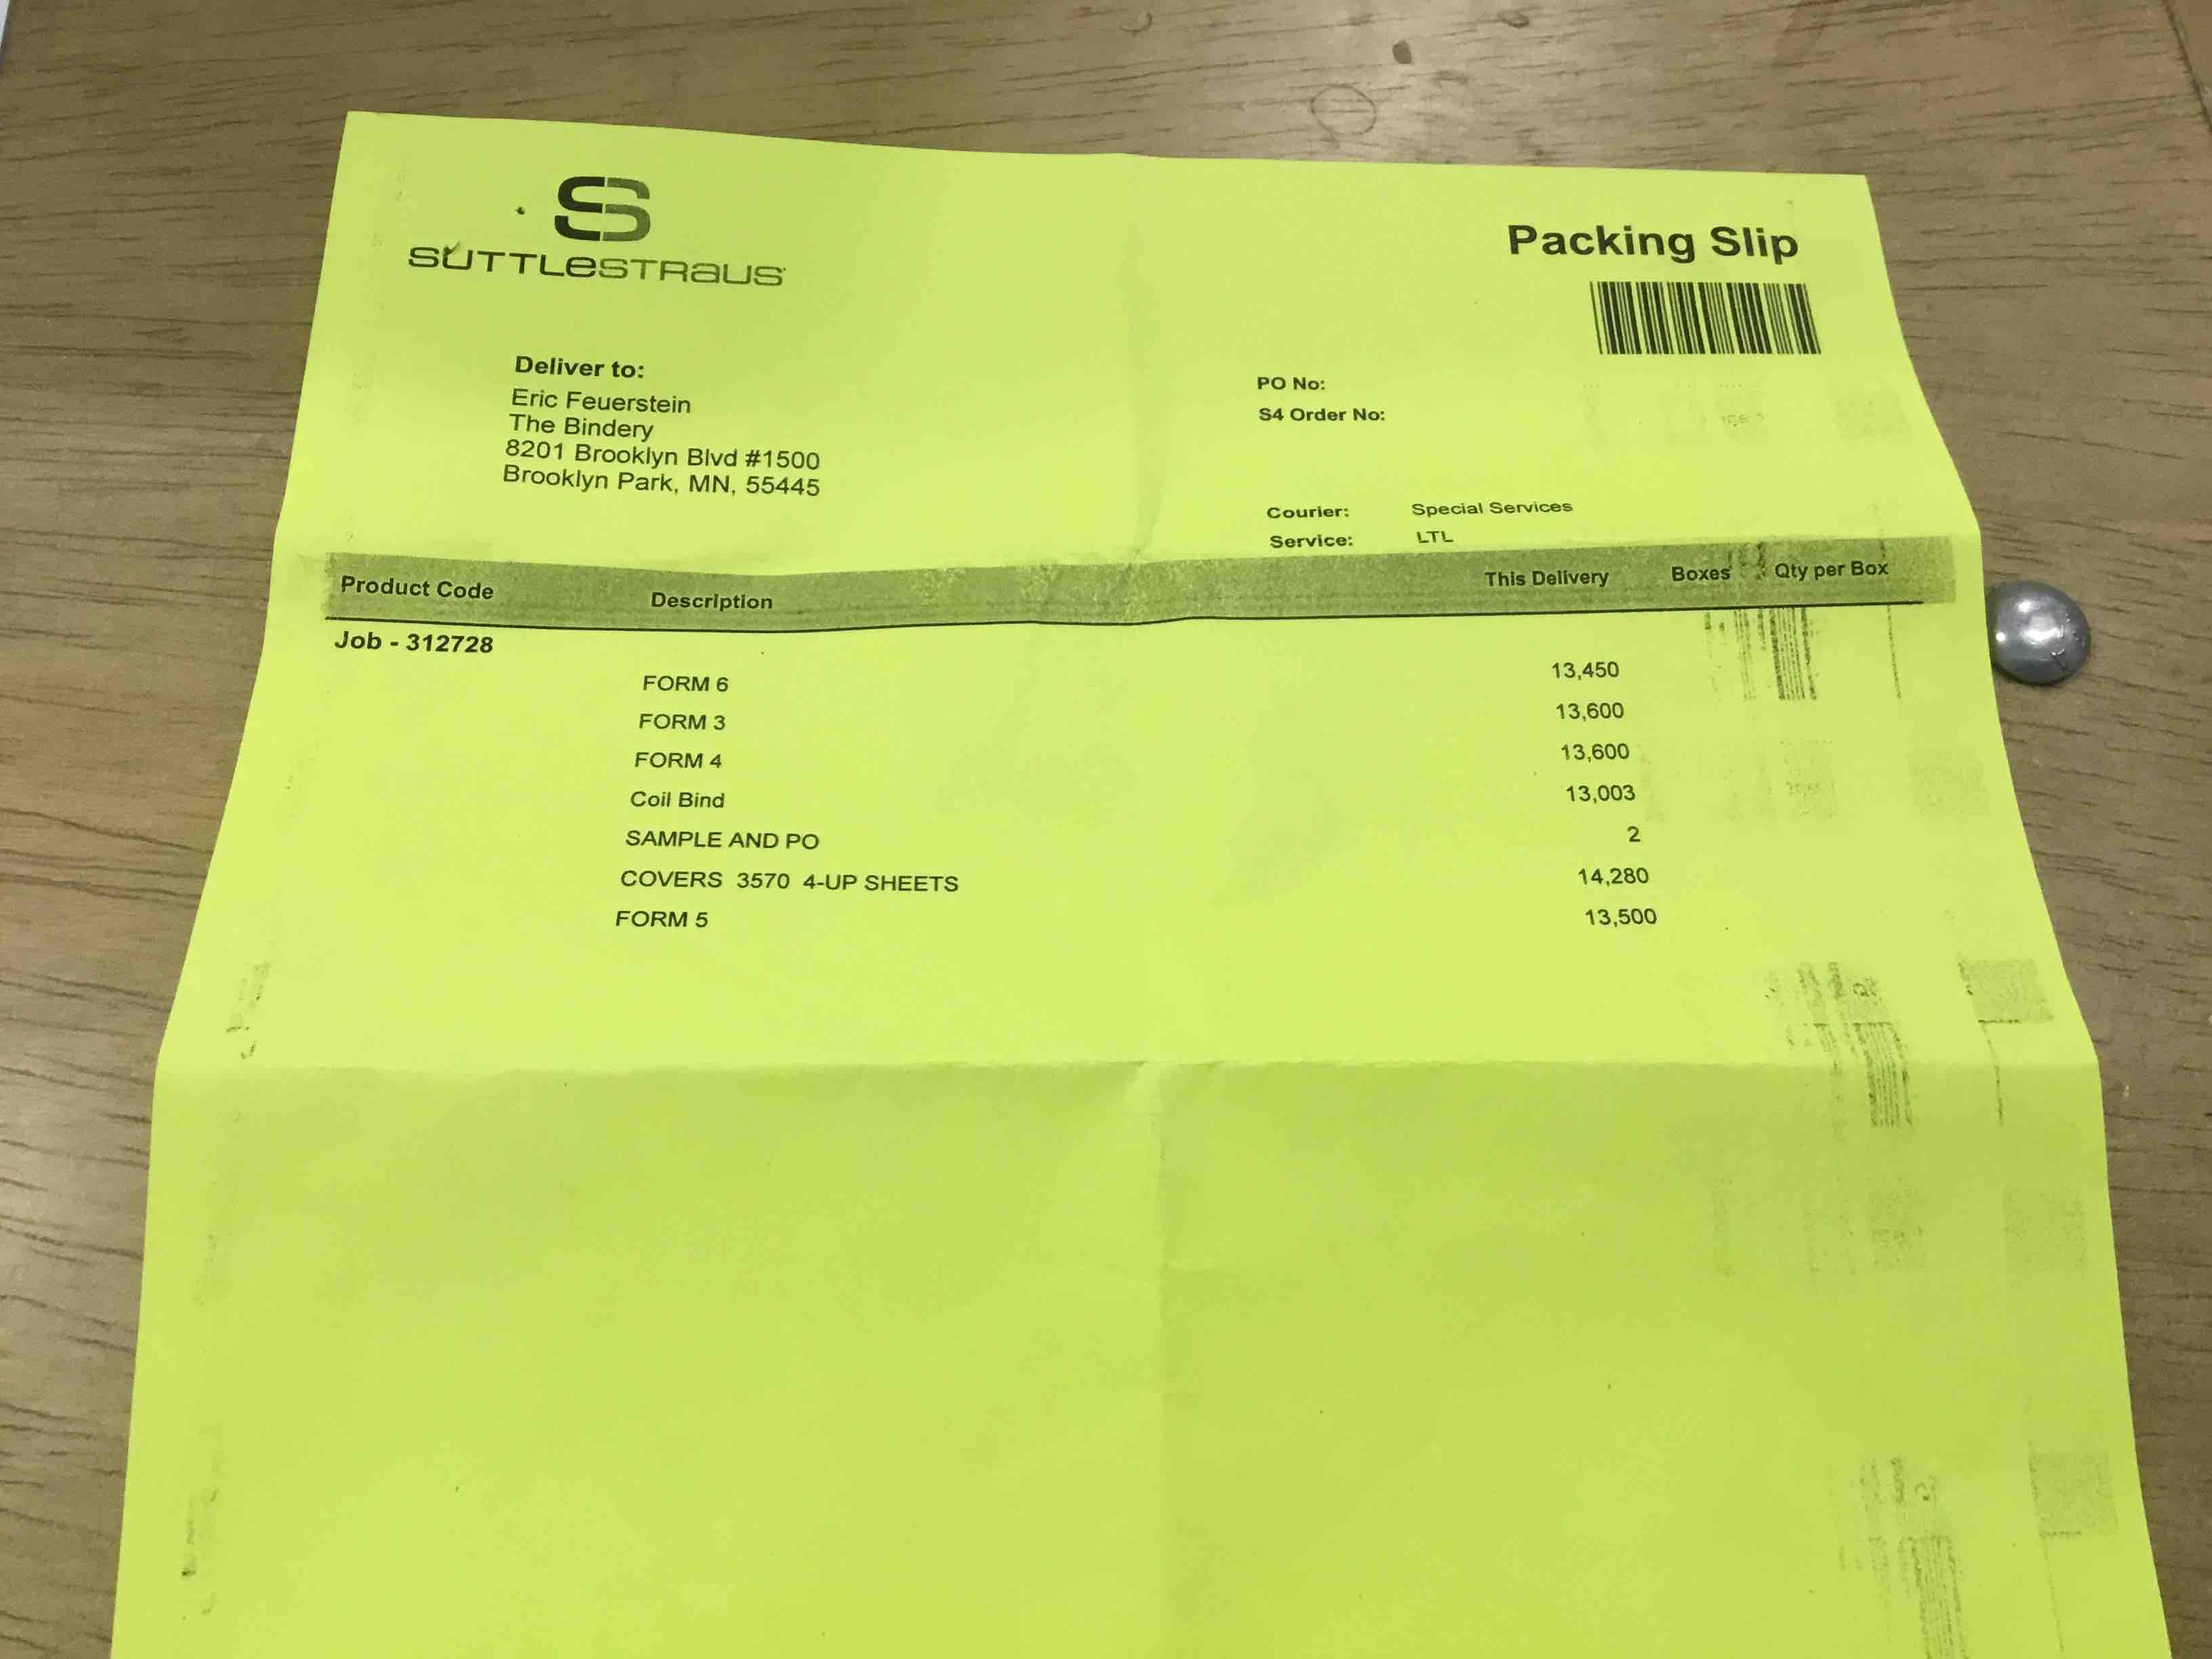 SUTTLESTRAUS
Packing Slip
Deliver to:
Eric Feuerstein
The Bindery
8201 Brooklyn Blvd #1500
Brooklyn Park, MN, 55445
PO No:
S4 Order No:
Courier: Special Services
Service: LTL
Product Code Description This Delivery Boxes Qty per Box
Job - 312728
FORM 6 13,450
FORM 3 13,600
FORM 4 13,600
Coil Bind 13,003
SAMPLE AND PO 2
COVERS 3570 4-UP SHEETS 14,280
FORM 5 13,500